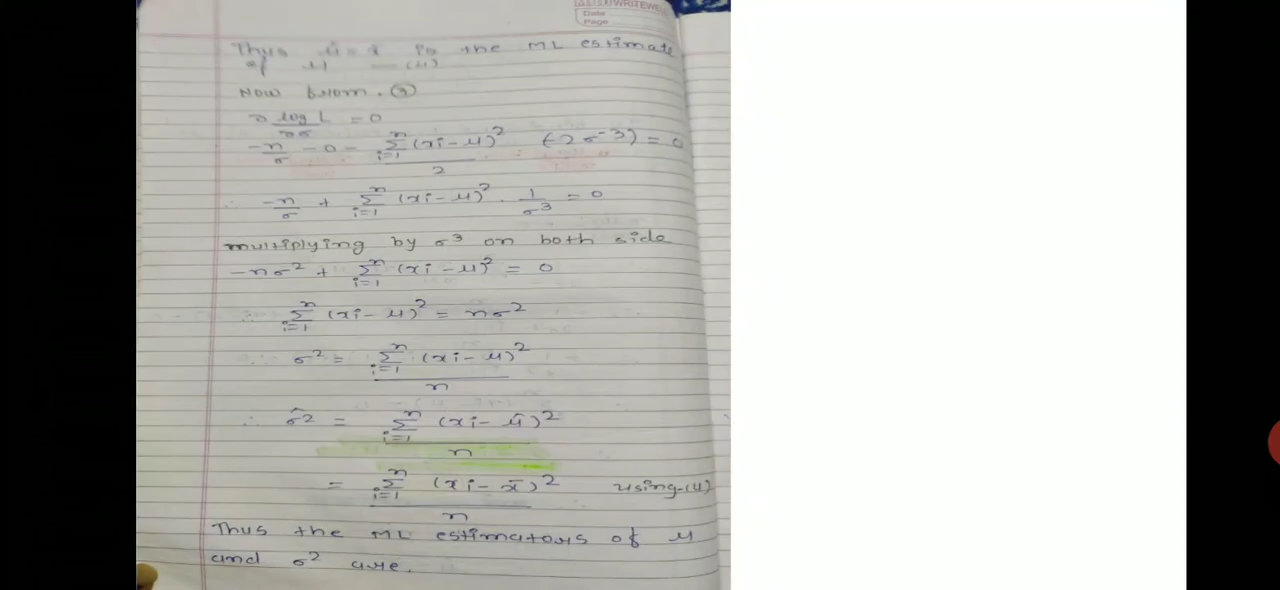 WRITEWELL
Date
Page
Thus μ̂ = x̄ is the ML estimate
of μ — (4)
Now from. ③
∂ log L / ∂σ = 0
-n/σ - 0 - Σ_{i=1}^{n} (xi - μ)² / 2 (-2σ^{-3}) = 0
∴ -n/σ + Σ_{i=1}^{n} (xi - μ)² · 1/σ³ = 0
multiplying by σ³ on both side
-nσ² + Σ_{i=1}^{n} (xi - μ)² = 0
∴ Σ_{i=1}^{n} (xi - μ)² = nσ²
∴ σ² = Σ_{i=1}^{n} (xi - μ)² / n
∴ σ̂² = Σ_{i=1}^{n} (xi - μ̂)² / n
= Σ_{i=1}^{n} (xi - x̄)² / n using-(4)
Thus the ML estimators of μ
and σ² are.